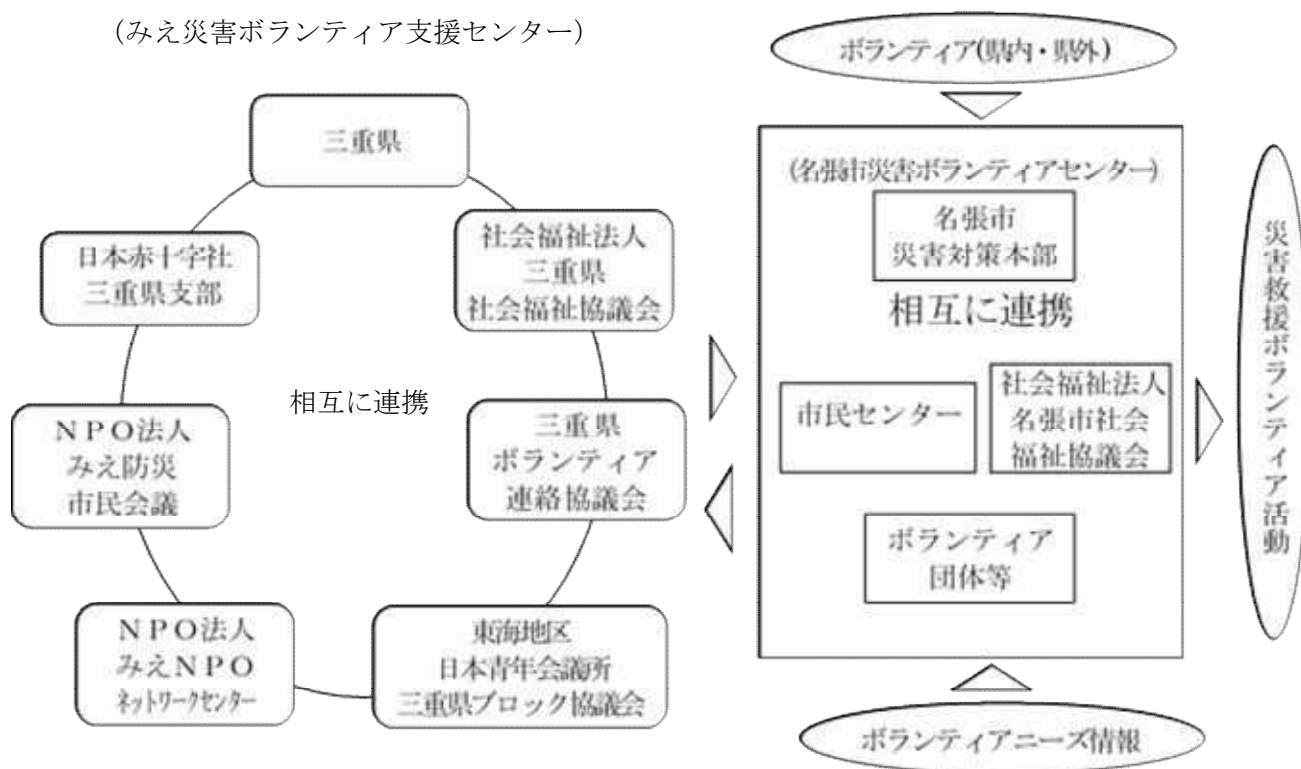 (みえ災害ボランティア支援センター)
三重県
日本赤十字社
三重県支部
社会福祉法人
三重県
社会福祉協議会
相互に連携
NPO法人
みえ防災
市民会議
三重県
ボランティア
連絡協議会
NPO法人
みえNPO
ネットワークセンター
東海地区
日本青年会議所
三重県ブロック協議会
ボランティア(県内・県外)
(名張市災害ボランティアセンター)
名張市
災害対策本部
相互に連携
市民センター
社会福祉法人
名張市社会
福祉協議会
ボランティア
団体等
ボランティアニーズ情報
災害救援ボランティア活動